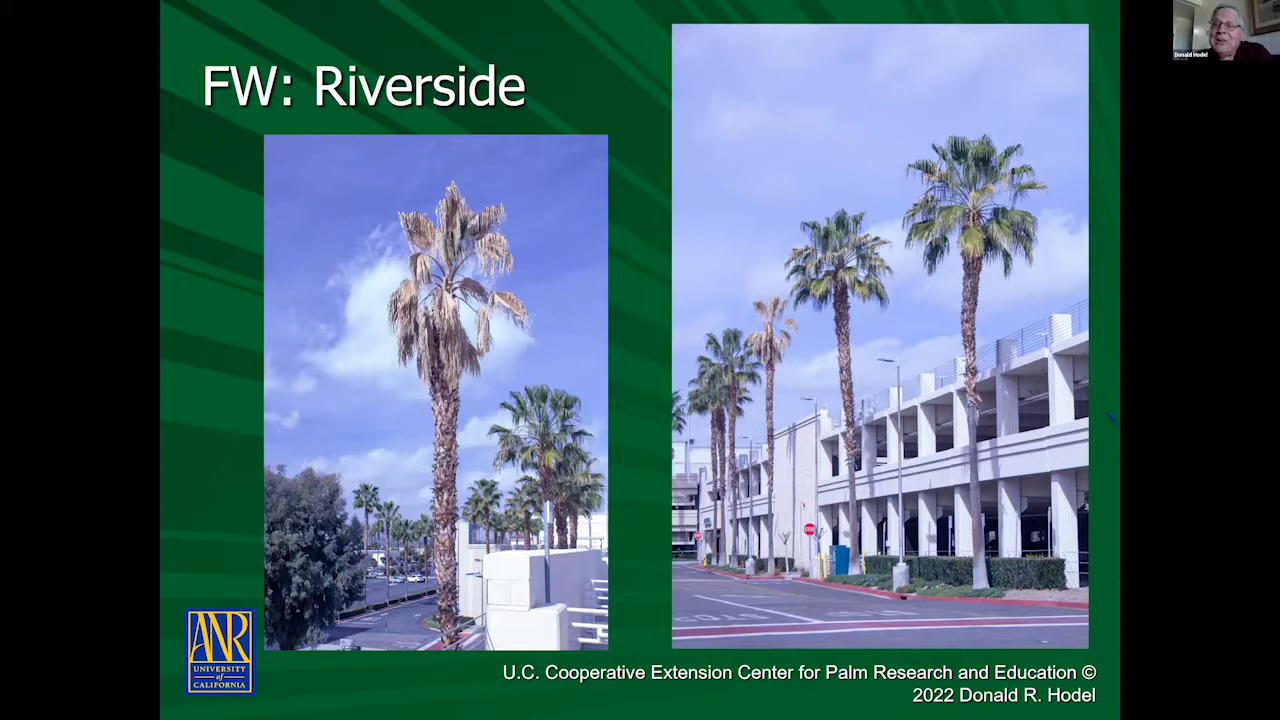 FW: Riverside
Donald Hodel
STOP
ANR
UNIVERSITY
of
CALIFORNIA
U.C. Cooperative Extension Center for Palm Research and Education ©
2022 Donald R. Hodel